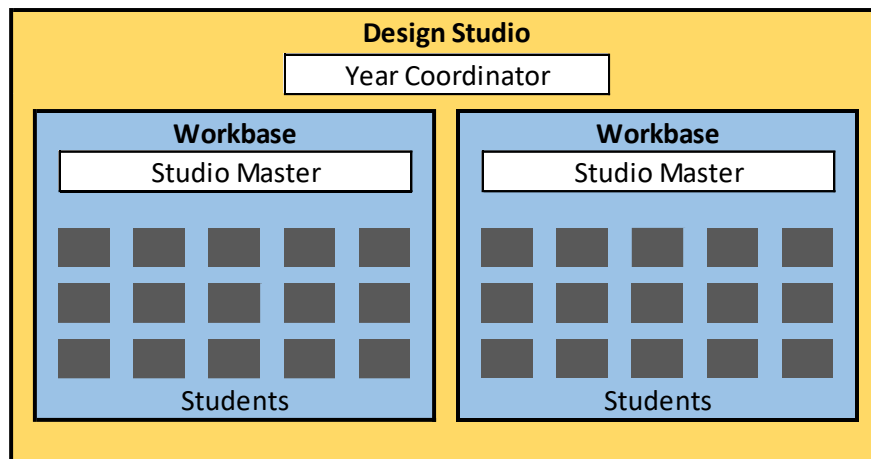 Design Studio
Year Coordinator
Workbase
Studio Master
Students
Workbase
Studio Master
Students